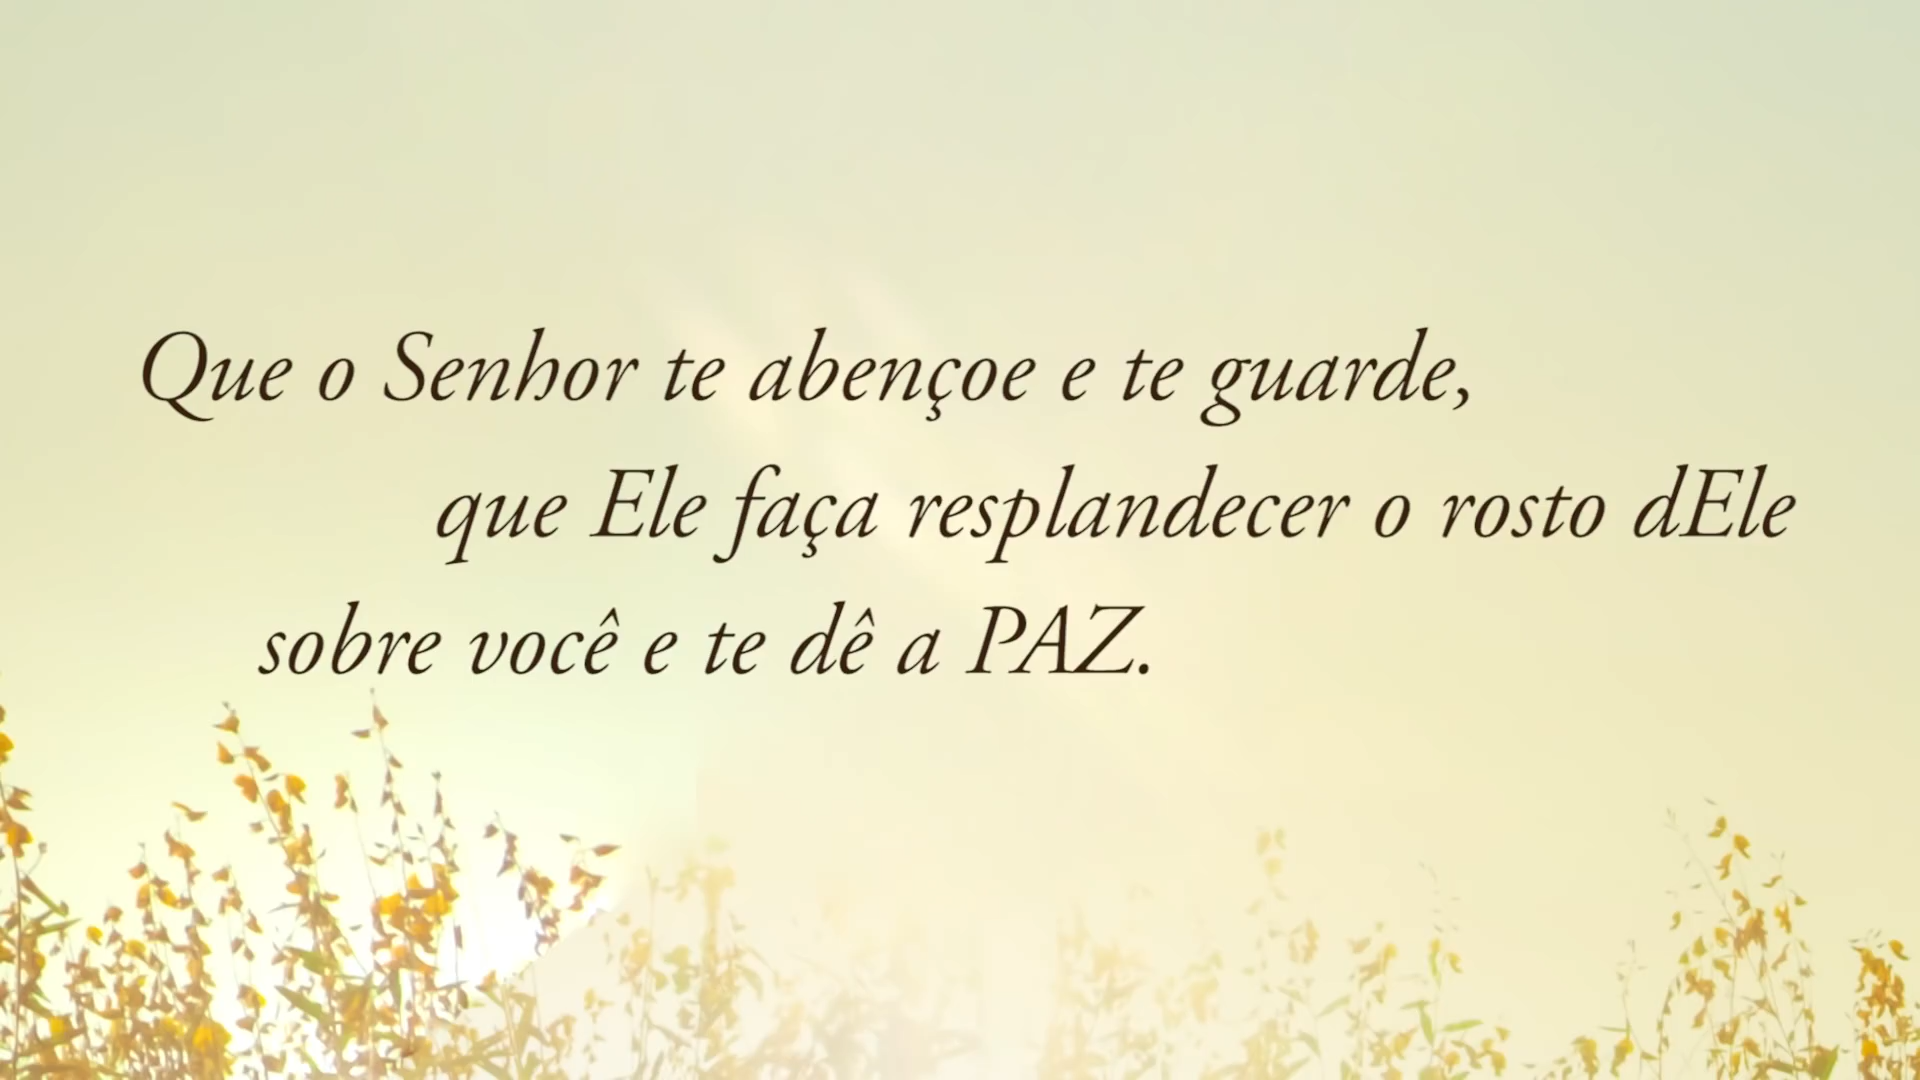 Que o Senhor te abençoe e te guarde,
que Ele faça resplandecer o rosto dEle
sobre você e te dê a PAZ.